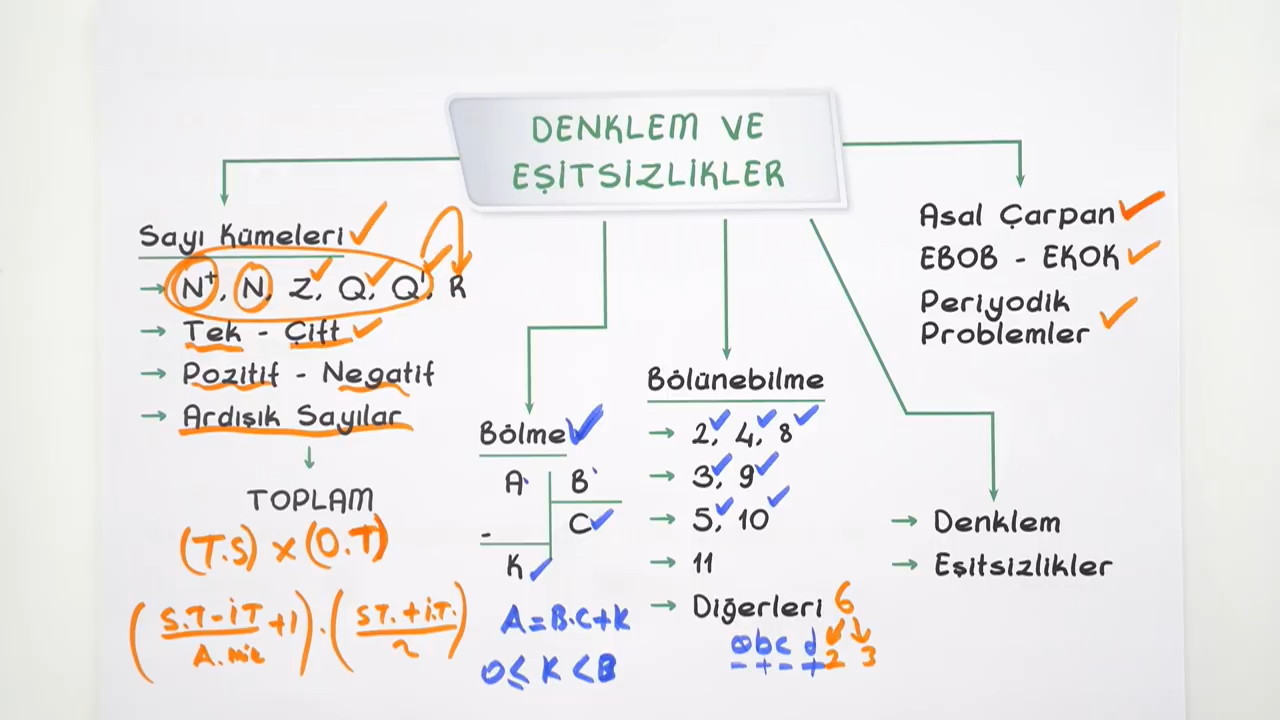 DENKLEM VE
EŞİTSİZLİKLER
Sayı Kümeleri
N⁺, N, Z, Q, Q', R
Tek - Çift
Pozitif - Negatif
Ardışık Sayılar
TOPLAM
(T.S) x (O.T)
(S.T-İT/A.mik +1).(S.T.+İ.T./2)
Bölme
A B
C
-
K
A=B.C+K
0≤K<B
Bölünebilme
2, 4, 8
3, 9
5, 10
11
Diğerleri 6
2 3
abcd
- + - +
Asal Çarpan
EBOB - EKOK
Periyodik
Problemler
Denklem
Eşitsizlikler